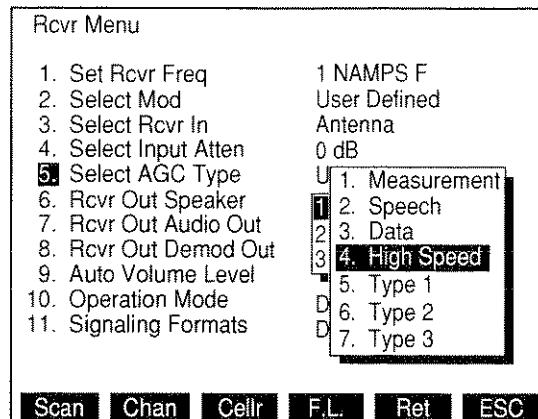 Rcvr Menu
1. Set Rcvr Freq 1 NAMPS F
2. Select Mod User Defined
3. Select Rcvr In Antenna
4. Select Input Atten 0 dB
5. Select AGC Type U
6. Rcvr Out Speaker 1
7. Rcvr Out Audio Out 2
8. Rcvr Out Demod Out 3
9. Auto Volume Level
10. Operation Mode D
11. Signaling Formats D
1. Measurement
2. Speech
3. Data
4. High Speed
5. Type 1
6. Type 2
7. Type 3
Scan Chan Cellr F.L. Ret ESC